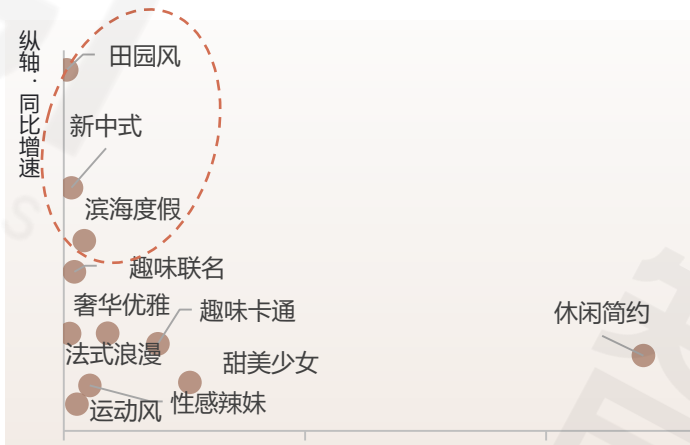 纵轴：同比增速
田园风
新中式
滨海度假
趣味联名
奢华优雅
趣味卡通
休闲简约
法式浪漫
甜美少女
运动风
性感辣妹